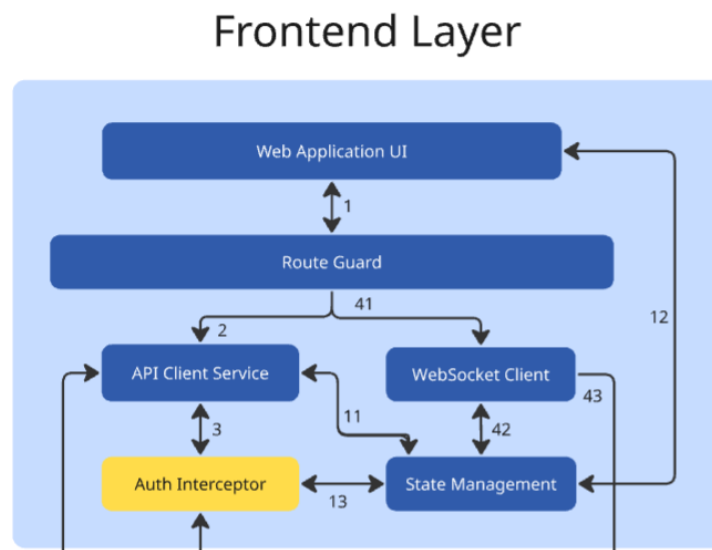 Frontend Layer
Web Application UI
1
Route Guard
41
12
2
API Client Service
WebSocket Client
43
11
3
42
Auth Interceptor
State Management
13